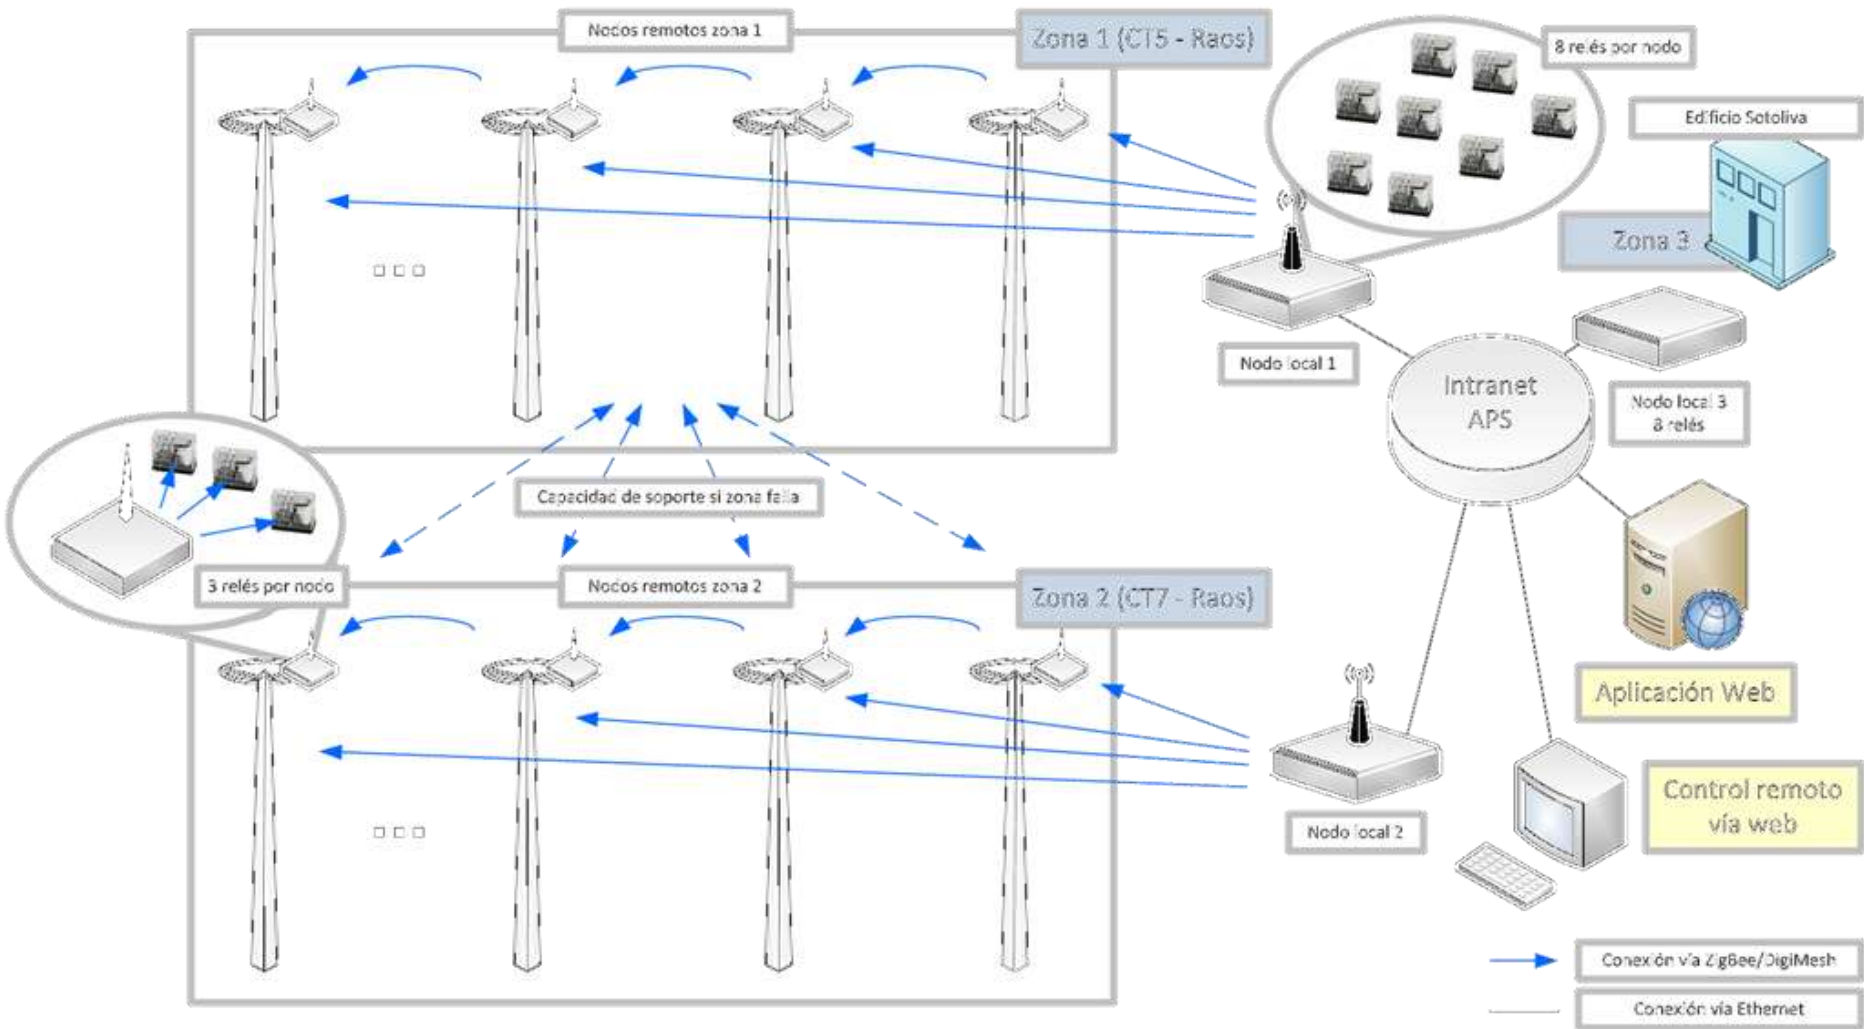 Nodos remotos zona 1
Zona 1 (CT5 - Raos)
8 relés por nodo
Edificio Sotoliva
Zona 3
Nodo local 1
Intranet
APS
Nodo local 3
8 relés
Capacidad de soporte si zona falla
3 relés por nodo
Nodos remotos zona 2
Zona 2 (CT7 - Raos)
Aplicación Web
Nodo local 2
Control remoto
vía web
Conexión vía ZigBee/DigiMesh
Conexión vía Ethernet